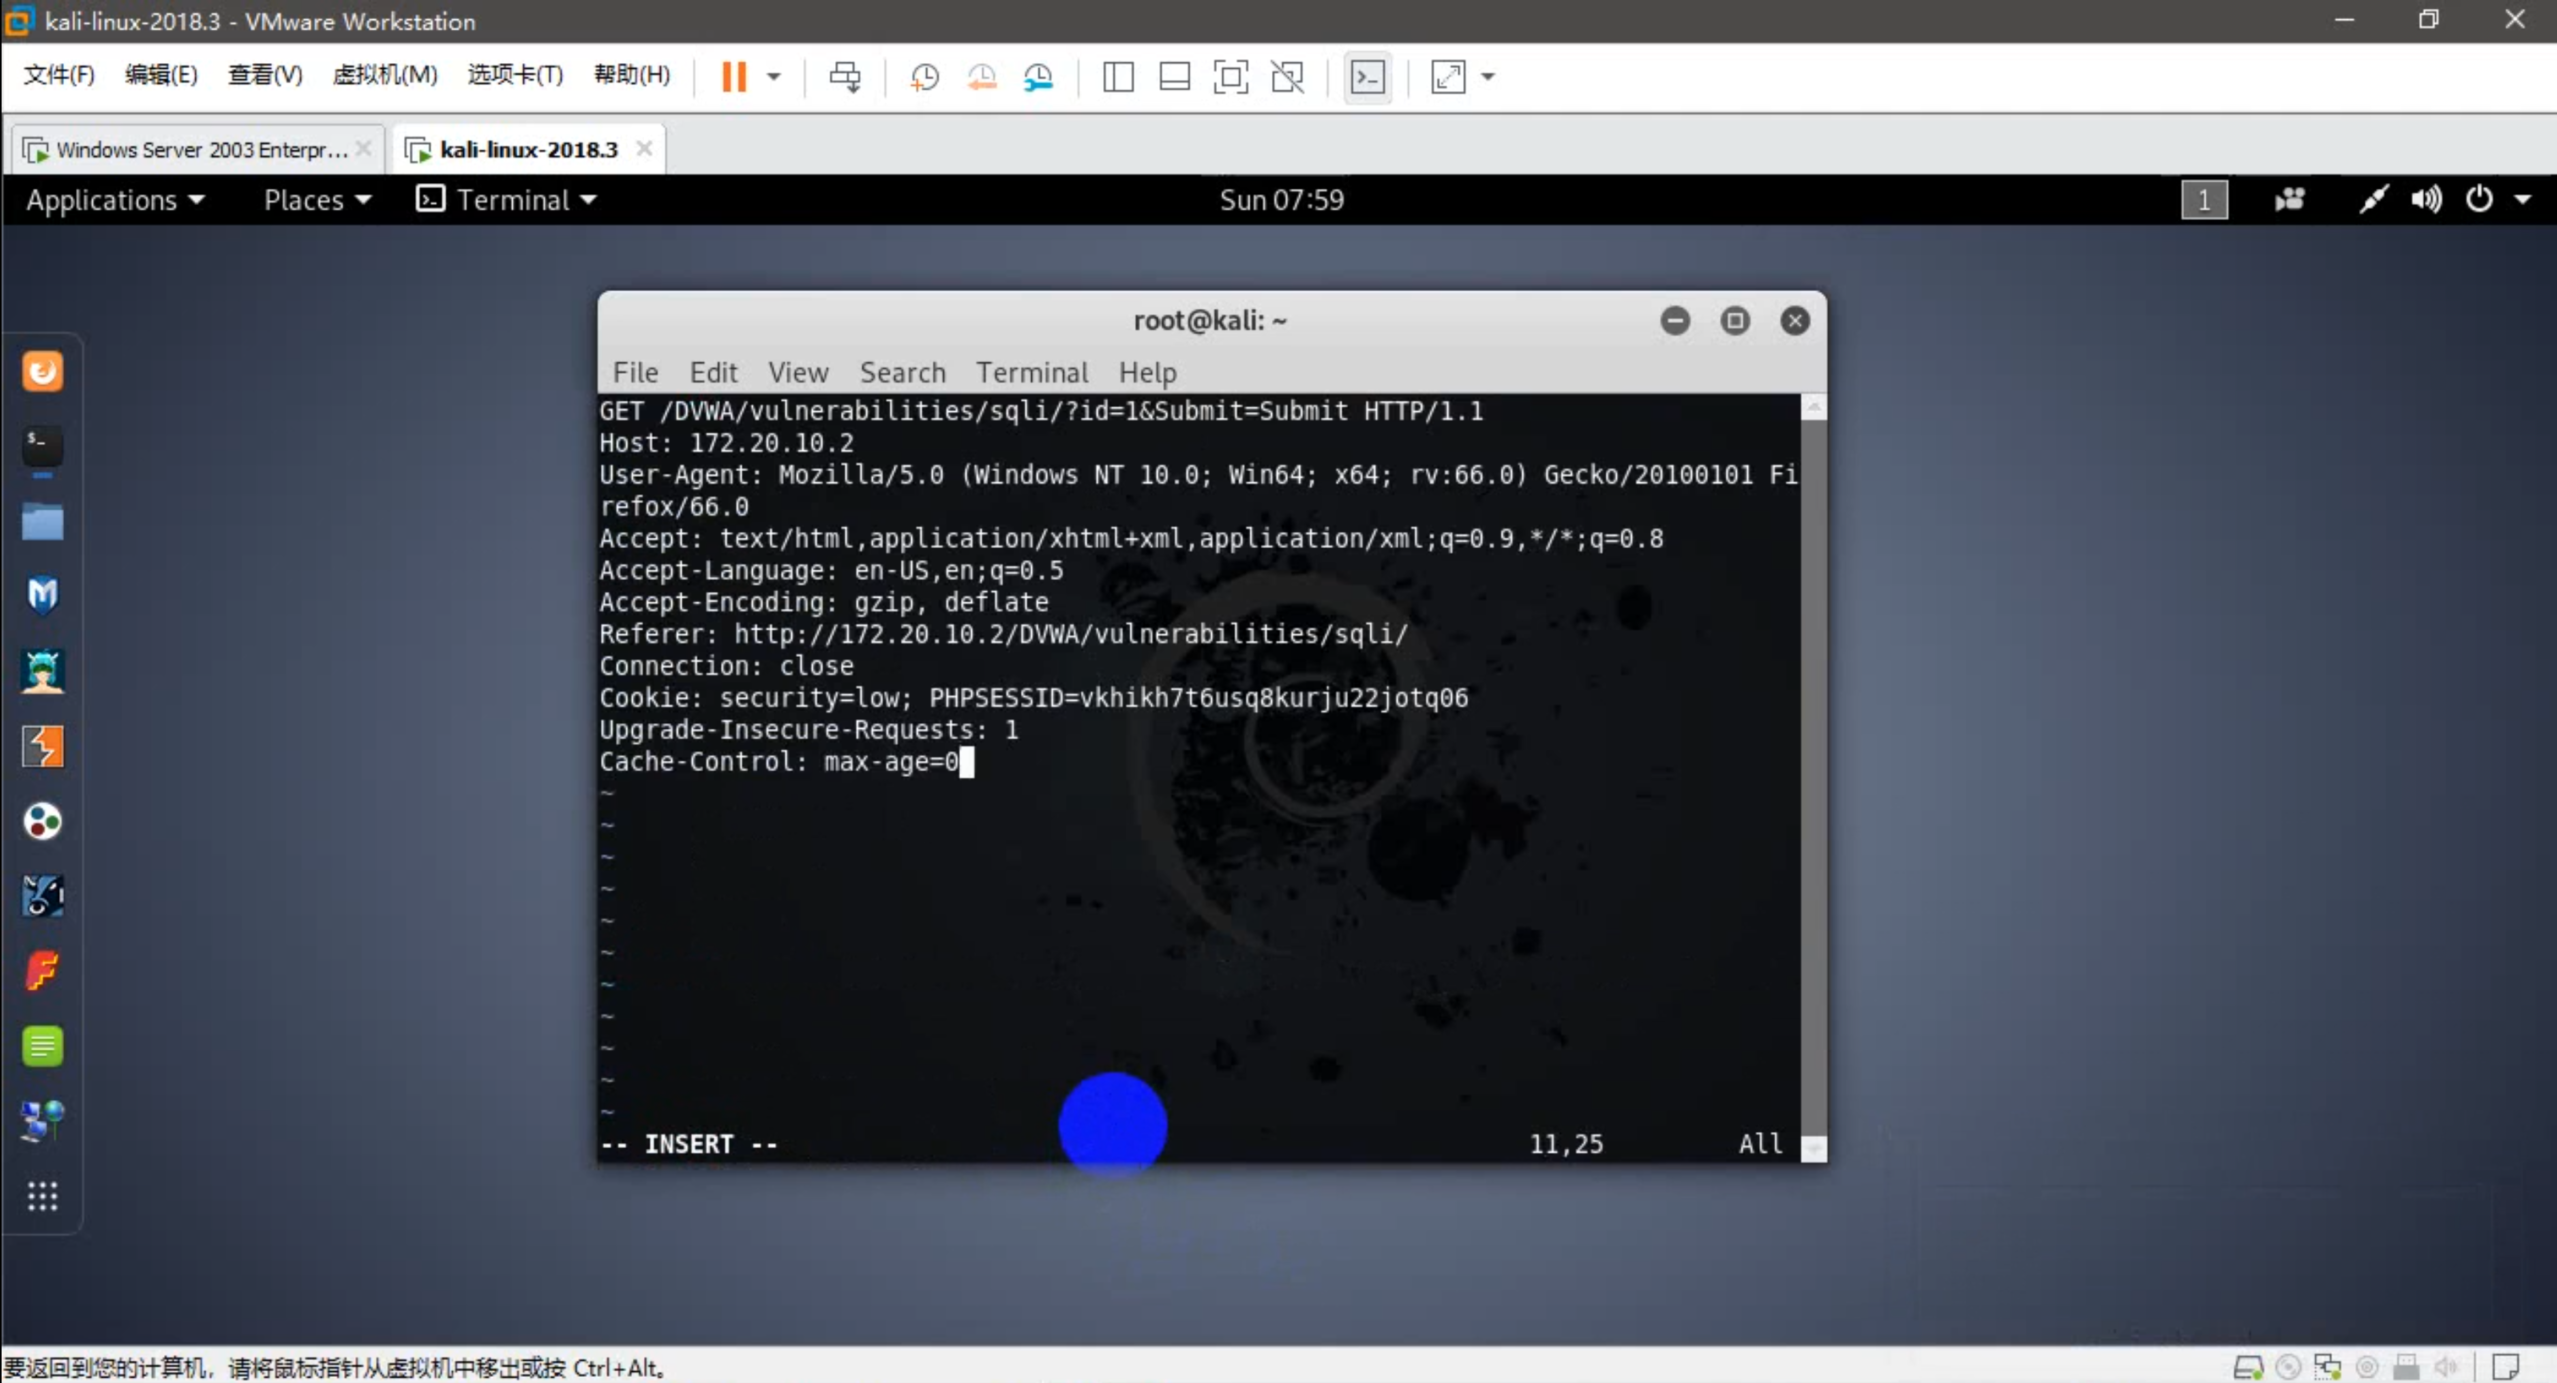 kali-linux-2018.3 - VMware Workstation
文件(F) 编辑(E) 查看(V) 虚拟机(M) 选项卡(T) 帮助(H)
Windows Server 2003 Enterpr... kali-linux-2018.3
Applications Places Terminal Sun 07:59 1
root@kali: ~
File Edit View Search Terminal Help
GET /DVWA/vulnerabilities/sqli/?id=1&Submit=Submit HTTP/1.1
Host: 172.20.10.2
User-Agent: Mozilla/5.0 (Windows NT 10.0; Win64; x64; rv:66.0) Gecko/20100101 Fi
refox/66.0
Accept: text/html,application/xhtml+xml,application/xml;q=0.9,*/*;q=0.8
Accept-Language: en-US,en;q=0.5
Accept-Encoding: gzip, deflate
Referer: http://172.20.10.2/DVWA/vulnerabilities/sqli/
Connection: close
Cookie: security=low; PHPSESSID=vkhikh7t6usq8kurju22jotq06
Upgrade-Insecure-Requests: 1
Cache-Control: max-age=0
~
~
~
~
~
~
~
~
~
~
~
-- INSERT -- 11,25 All
要返回到您的计算机，请将鼠标指针从虚拟机中移出或按 Ctrl+Alt。